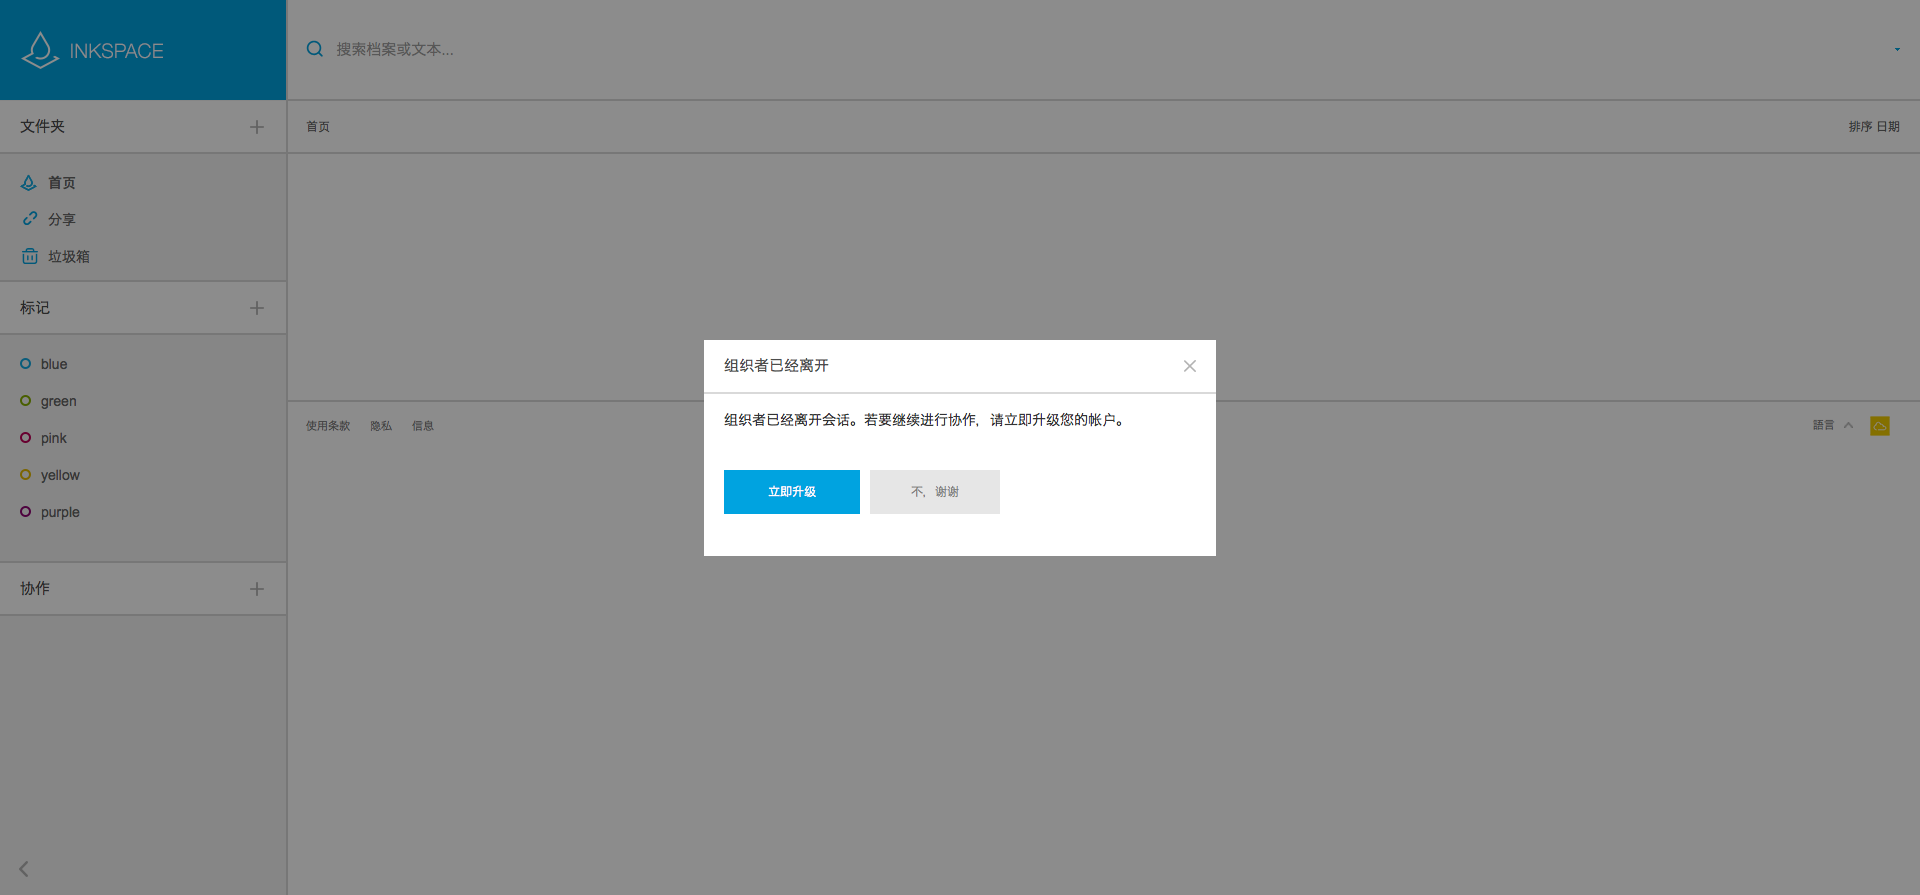 INKSPACE
搜索档案或文本...
文件夹
首页
排序 日期
首页
分享
垃圾箱
标记
blue
green
pink
yellow
purple
协作
组织者已经离开
组织者已经离开会话。若要继续进行协作，请立即升级您的帐户。
立即升级
不，谢谢
使用条款 隐私 信息
語言